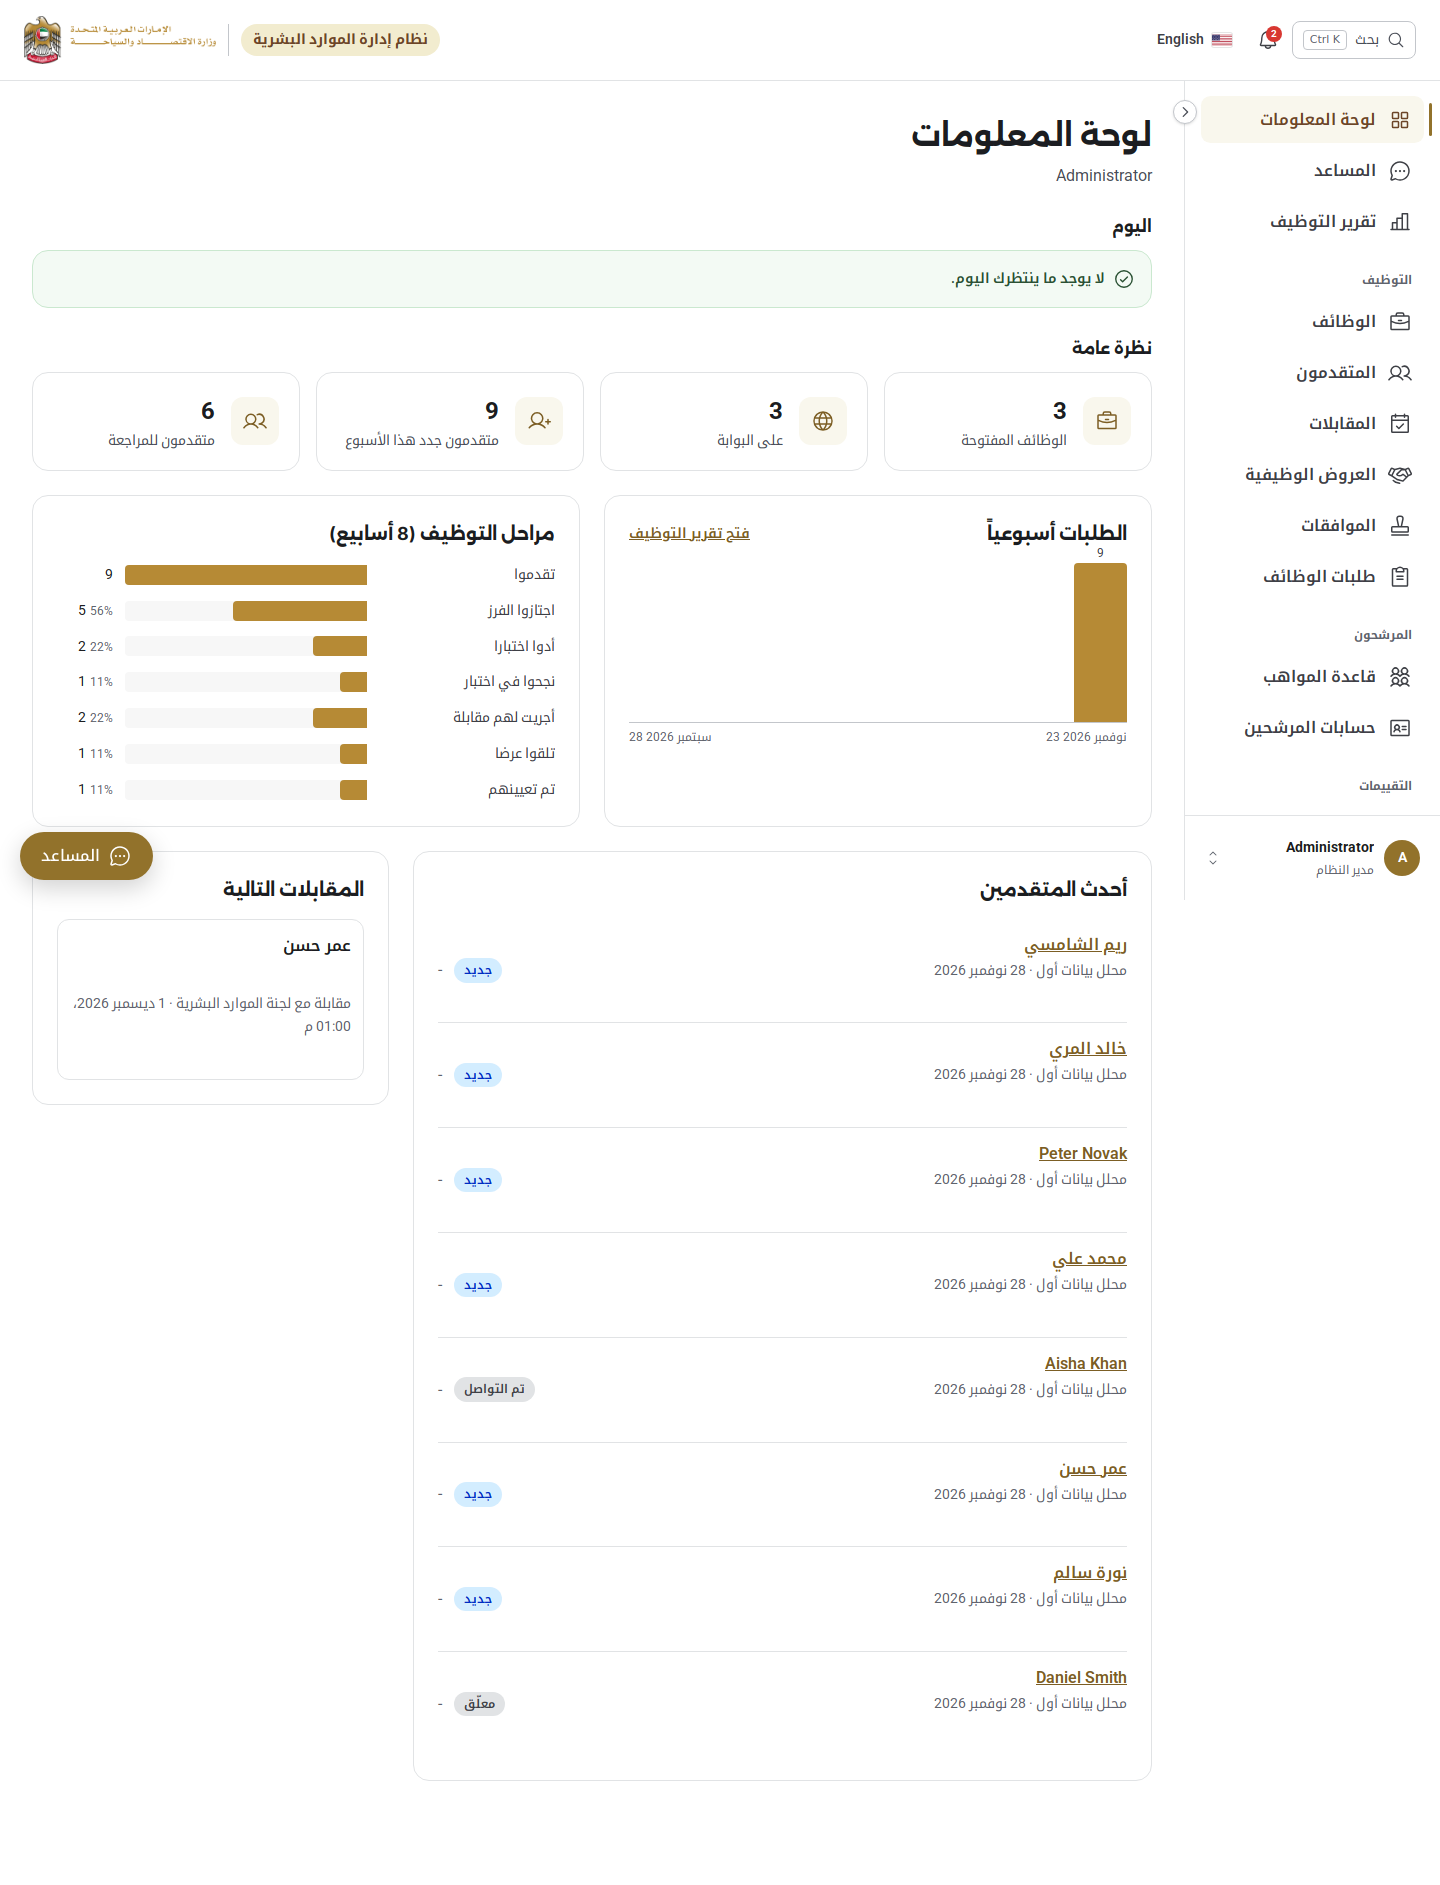 بحث Ctrl K
2
English
نظام إدارة الموارد البشرية
الإمارات العربية المتحدة
وزارة الاقتصاد والسياحة
لوحة المعلومات
المساعد
تقرير التوظيف
التوظيف
الوظائف
المتقدمون
المقابلات
العروض الوظيفية
الموافقات
طلبات الوظائف
المرشحون
قاعدة المواهب
حسابات المرشحين
التقييمات
A
Administrator
مدير النظام
لوحة المعلومات
Administrator
اليوم
لا يوجد ما ينتظرك اليوم.
نظرة عامة
3
الوظائف المفتوحة
3
على البوابة
9
متقدمون جدد هذا الأسبوع
6
متقدمون للمراجعة
الطلبات أسبوعياً
فتح تقرير التوظيف
9
23 نوفمبر 2026
28 سبتمبر 2026
مراحل التوظيف (8 أسابيع)
تقدموا 9
اجتازوا الفرز 56% 5
أدوا اختبارا 22% 2
نجحوا في اختبار 11% 1
أجريت لهم مقابلة 22% 2
تلقوا عرضا 11% 1
تم تعيينهم 11% 1
المساعد
أحدث المتقدمين
ريم الشامسي
محلل بيانات أول · 28 نوفمبر 2026
جديد -
خالد المري
محلل بيانات أول · 28 نوفمبر 2026
جديد -
Peter Novak
محلل بيانات أول · 28 نوفمبر 2026
جديد -
محمد علي
محلل بيانات أول · 28 نوفمبر 2026
جديد -
Aisha Khan
محلل بيانات أول · 28 نوفمبر 2026
تم التواصل -
عمر حسن
محلل بيانات أول · 28 نوفمبر 2026
جديد -
نورة سالم
محلل بيانات أول · 28 نوفمبر 2026
جديد -
Daniel Smith
محلل بيانات أول · 28 نوفمبر 2026
معلّق -
المقابلات التالية
عمر حسن
مقابلة مع لجنة الموارد البشرية · 1 ديسمبر 2026،
01:00 م